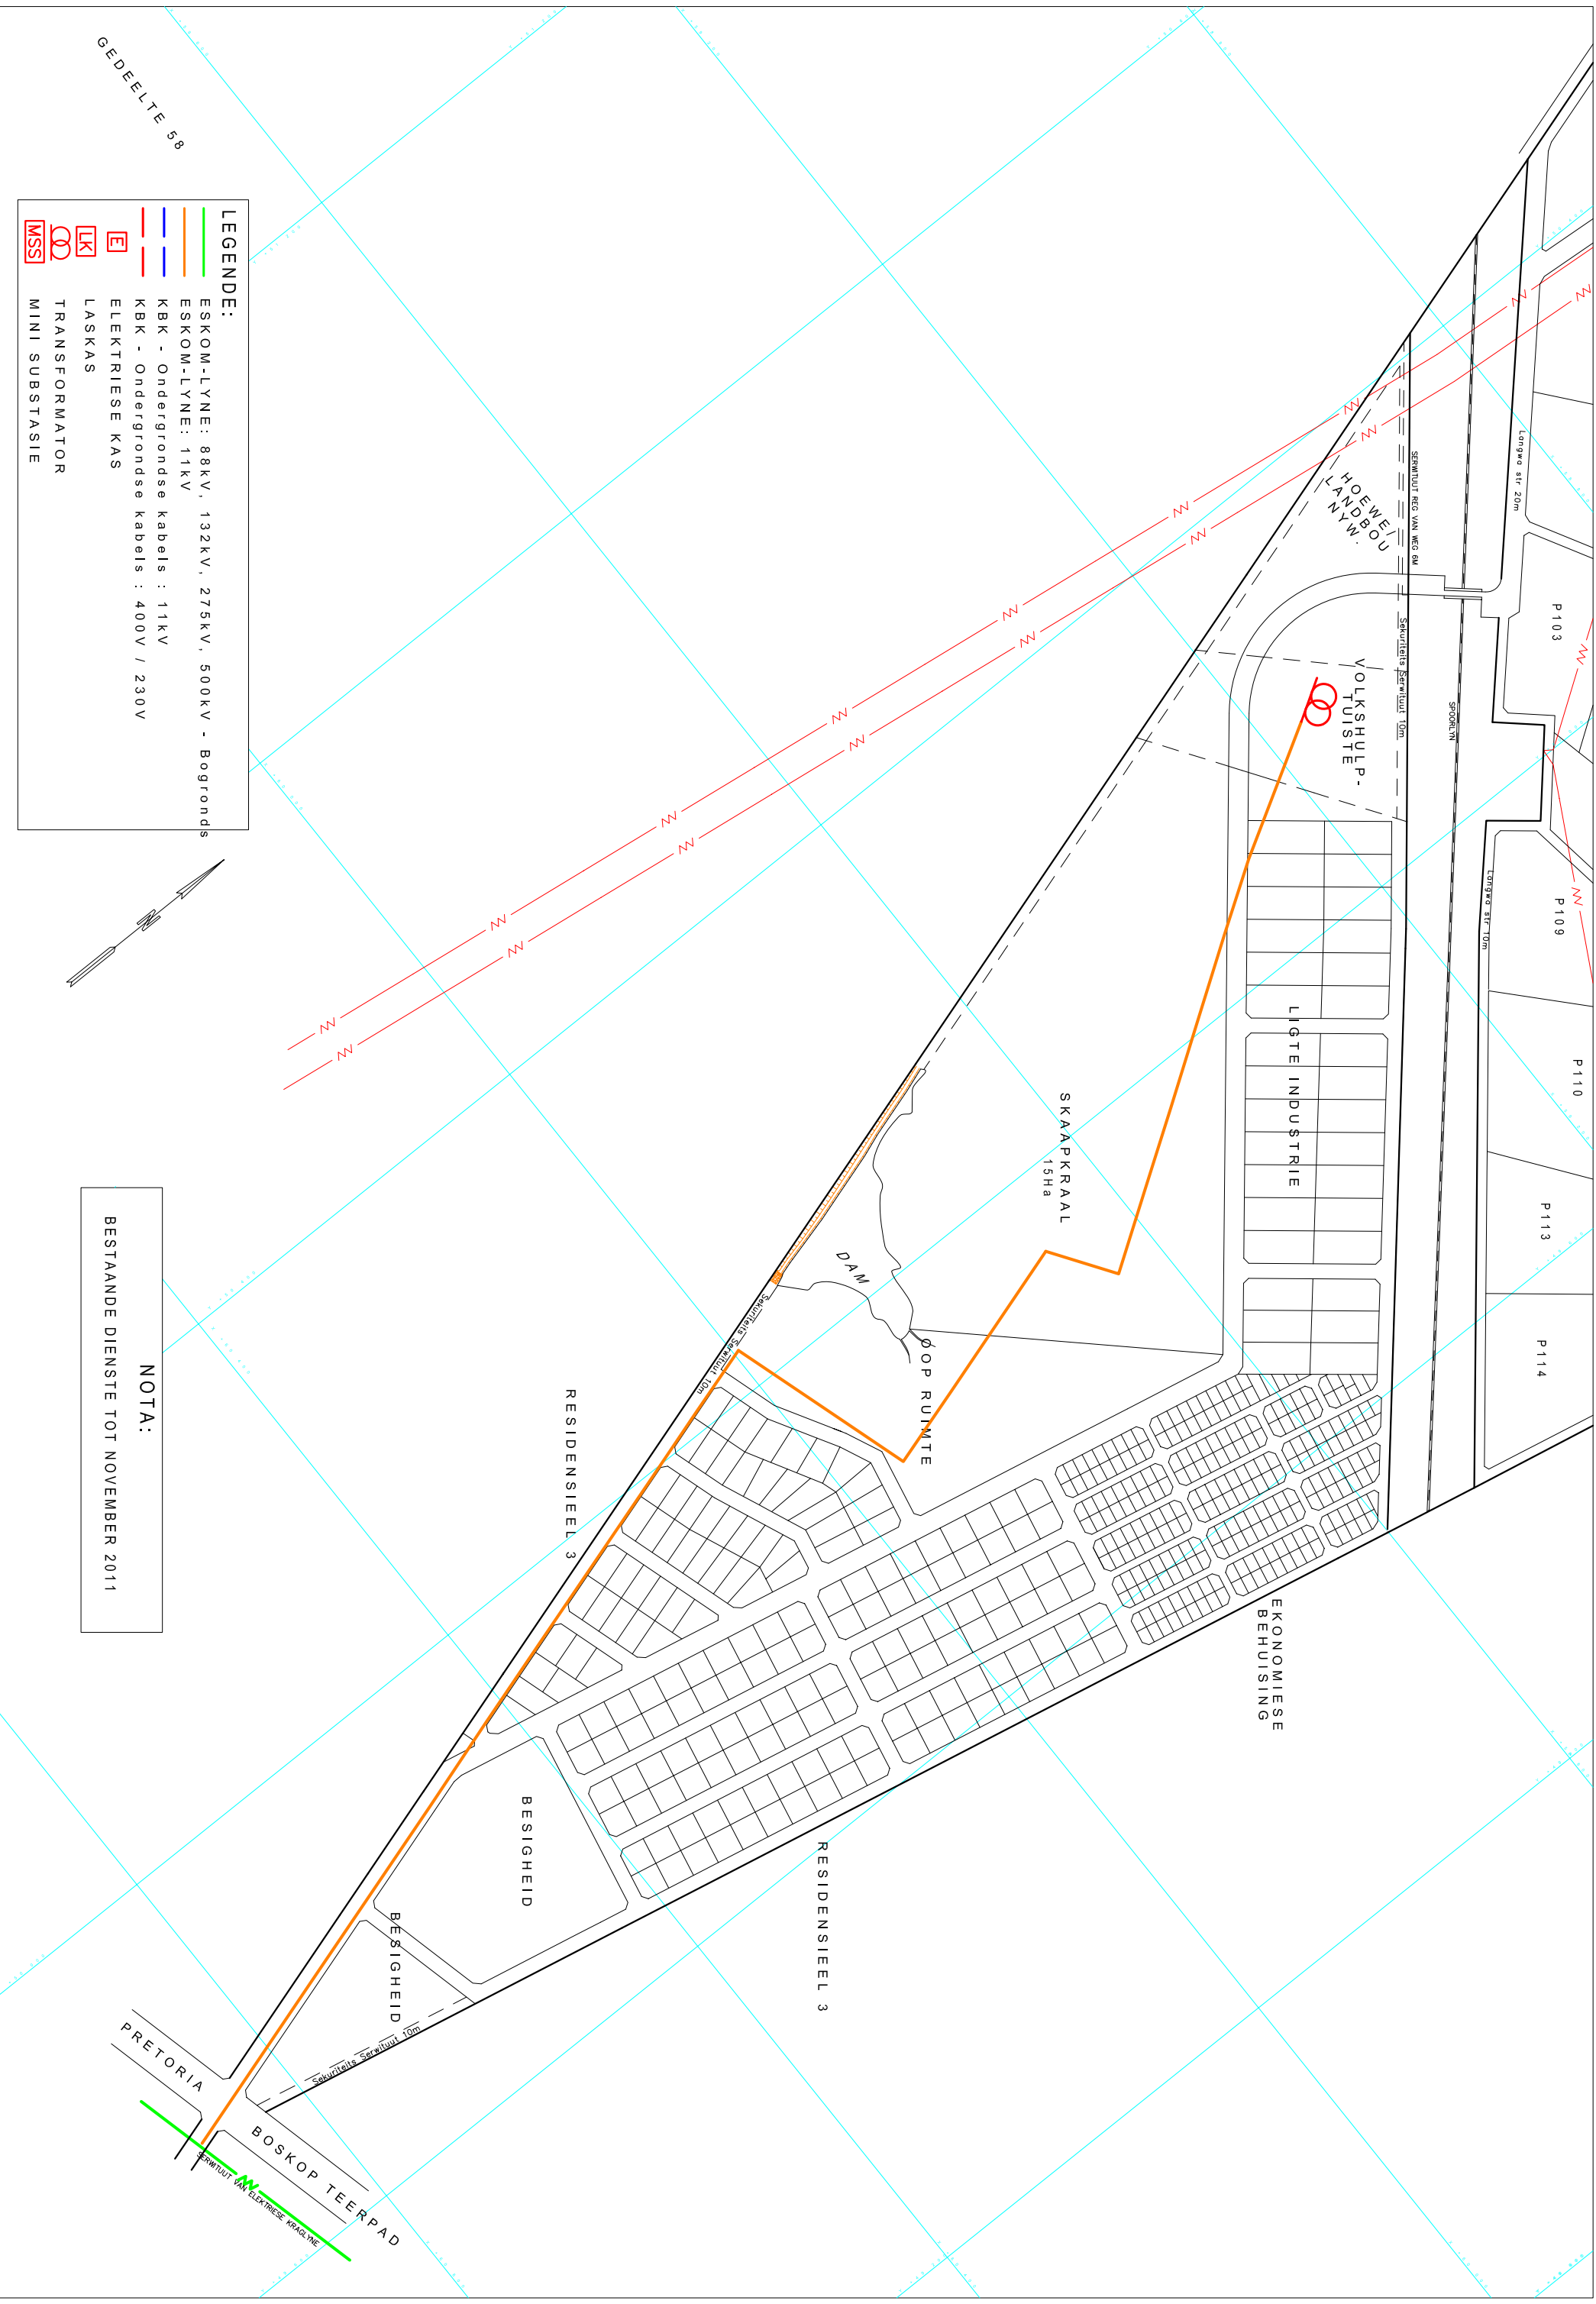 GEDEELTE 58
LEGENDE:
ESKOM-LYNE: 88kV, 132kV, 275kV, 500kV - Bogronds
ESKOM-LYNE: 11kV
KBK - Ondergrondse kabels : 11kV
KBK - Ondergrondse kabels : 400V / 230V
E
ELEKTRIESE KAS
LK
LASKAS
TRANSFORMATOR
MSS
MINI SUBSTASIE
N
NOTA:
BESTAANDE DIENSTE TOT NOVEMBER 2011
Langwa str 20m
SERWITUUT REG VAN WEG 6M
HOEWE/
LANDBOU
NYW.
Sekuriteits Serwituut 10m
SPOORLYN
VOLKSHULP-
TUISTE
P103
P109
P110
P113
P114
Langwa str 10m
LIGTE INDUSTRIE
SKAAPKRAAL
15Ha
DAM
OOP RUIMTE
Sekuriteits Serwituut 10m
RESIDENSIEEL 3
EKONOMIESE
BEHUISING
RESIDENSIEEL 3
BESIGHEID
BESIGHEID
Sekuriteits Serwituut 10m
PRETORIA
BOSKOP TEERPAD
SERWITUUT VAN ELEKTRIESE KRAGLYNE